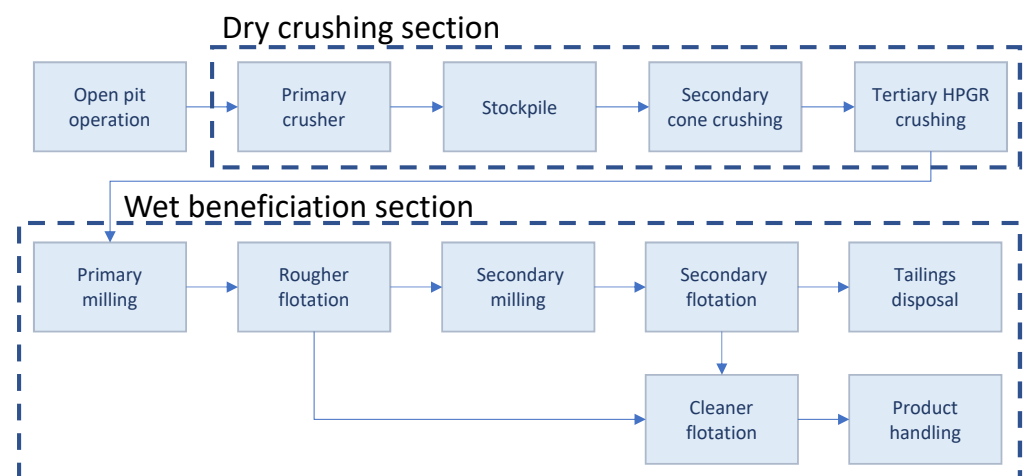 Dry crushing section
Open pit
operation
Primary
crusher
Stockpile
Secondary
cone crushing
Tertiary HPGR
crushing
Wet beneficiation section
Primary
milling
Rougher
flotation
Secondary
milling
Secondary
flotation
Tailings
disposal
Cleaner
flotation
Product
handling